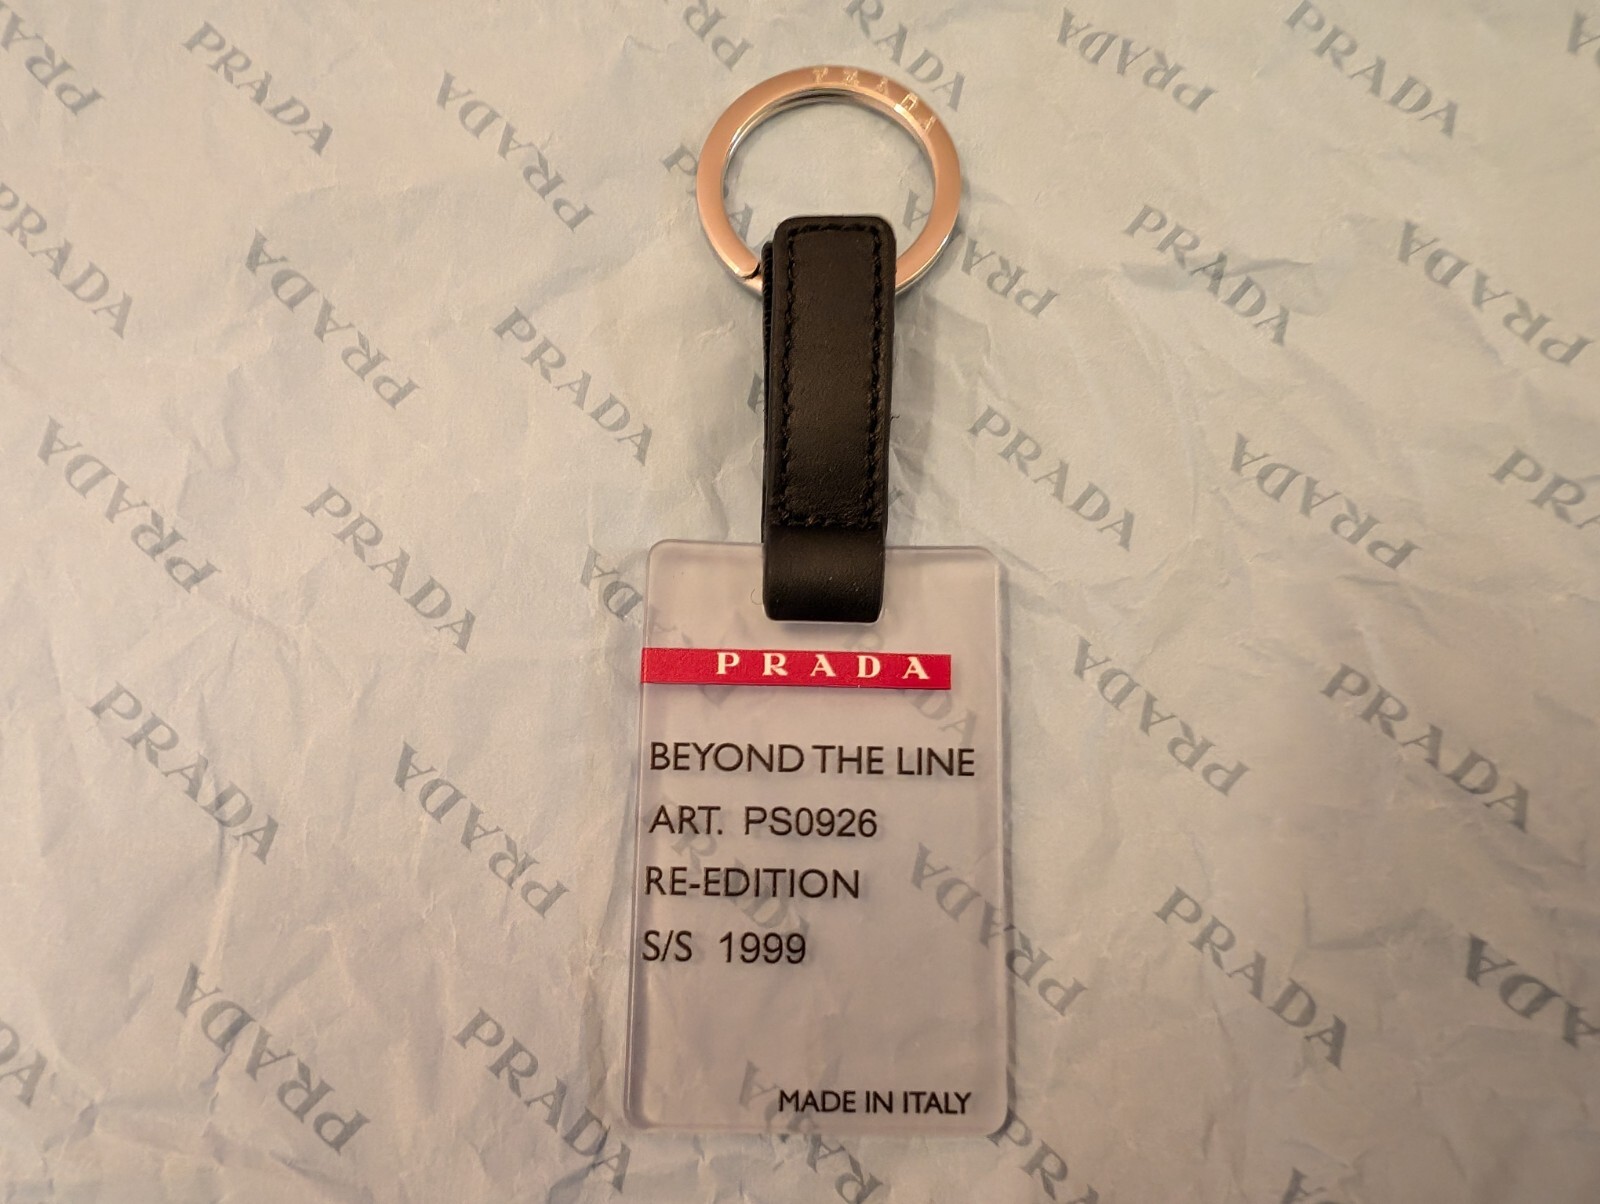 PRADA
PRADA
BEYOND THE LINE
ART. PS0926
RE-EDITION
S/S 1999
MADE IN ITALY